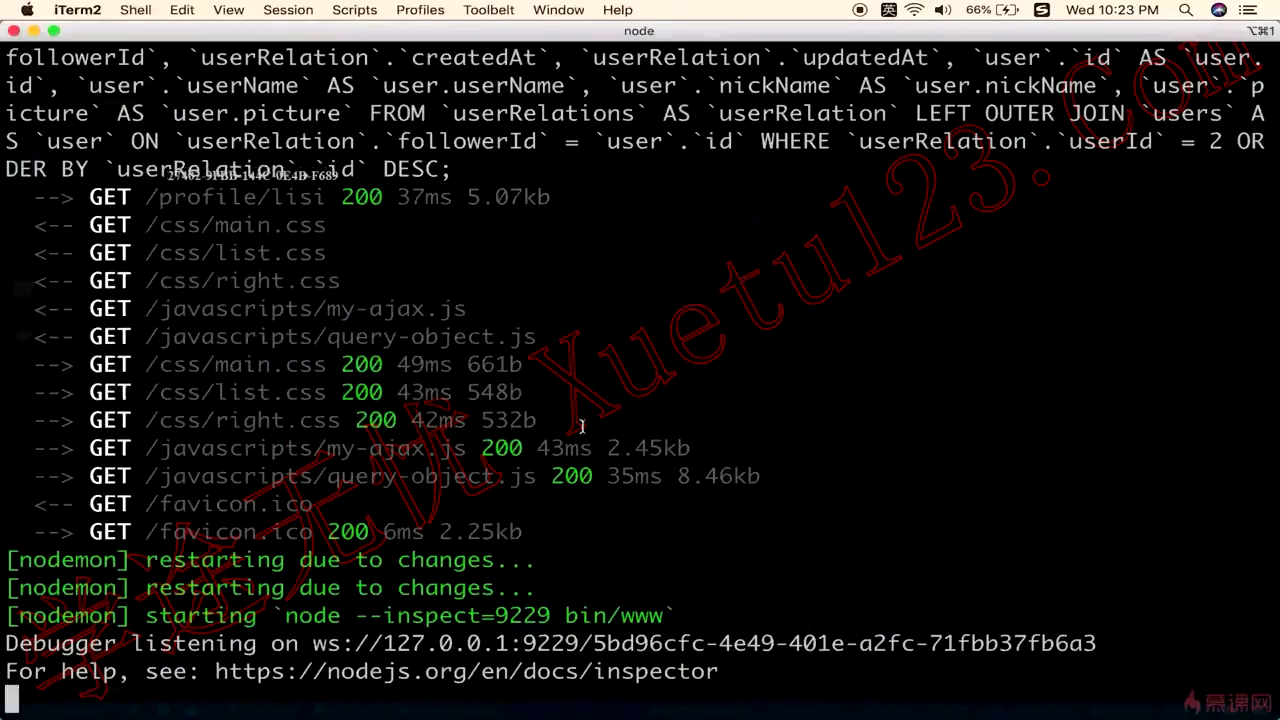 iTerm2 Shell Edit View Session Scripts Profiles Toolbelt Window Help 英 66% Wed 10:23 PM
node ⌥⌘1
followerId`, `userRelation`.`createdAt`, `userRelation`.`updatedAt`, `user`.`id` AS `user.
id`, `user`.`userName` AS `user.userName`, `user`.`nickName` AS `user.nickName`, `user`.`p
icture` AS `user.picture` FROM `userRelations` AS `userRelation` LEFT OUTER JOIN `users` A
S `user` ON `userRelation`.`followerId` = `user`.`id` WHERE `userRelation`.`userId` = 2 OR
DER BY `userRelation`.`id` DESC;
--> GET /profile/lisi 200 37ms 5.07kb
<-- GET /css/main.css
<-- GET /css/list.css
<-- GET /css/right.css
<-- GET /javascripts/my-ajax.js
<-- GET /javascripts/query-object.js
--> GET /css/main.css 200 49ms 661b
--> GET /css/list.css 200 43ms 548b
--> GET /css/right.css 200 42ms 532b
--> GET /javascripts/my-ajax.js 200 43ms 2.45kb
--> GET /javascripts/query-object.js 200 35ms 8.46kb
<-- GET /favicon.ico
--> GET /favicon.ico 200 6ms 2.25kb
[nodemon] restarting due to changes...
[nodemon] restarting due to changes...
[nodemon] starting `node --inspect=9229 bin/www`
Debugger listening on ws://127.0.0.1:9229/5bd96cfc-4e49-401e-a2fc-71fbb37fb6a3
For help, see: https://nodejs.org/en/docs/inspector
学途无忧 Xuetu123.Com
慕课网